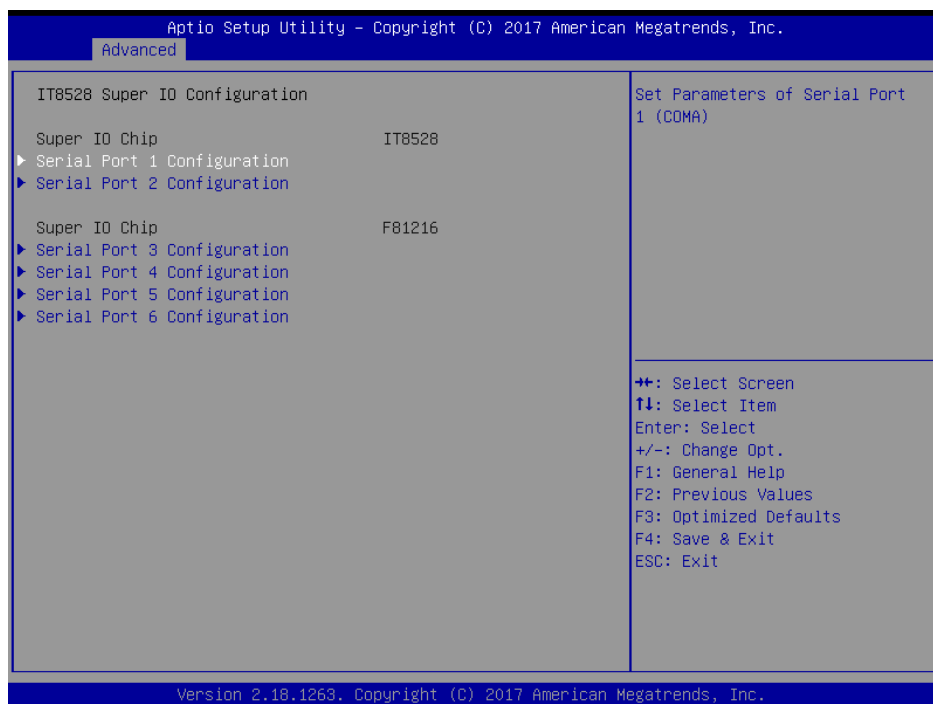 Aptio Setup Utility – Copyright (C) 2017 American Megatrends, Inc.
Advanced
IT8528 Super IO Configuration
Super IO Chip IT8528
▶ Serial Port 1 Configuration
▶ Serial Port 2 Configuration
Super IO Chip F81216
▶ Serial Port 3 Configuration
▶ Serial Port 4 Configuration
▶ Serial Port 5 Configuration
▶ Serial Port 6 Configuration
Set Parameters of Serial Port
1 (COMA)
→←: Select Screen
↑↓: Select Item
Enter: Select
+/-: Change Opt.
F1: General Help
F2: Previous Values
F3: Optimized Defaults
F4: Save & Exit
ESC: Exit
Version 2.18.1263. Copyright (C) 2017 American Megatrends, Inc.